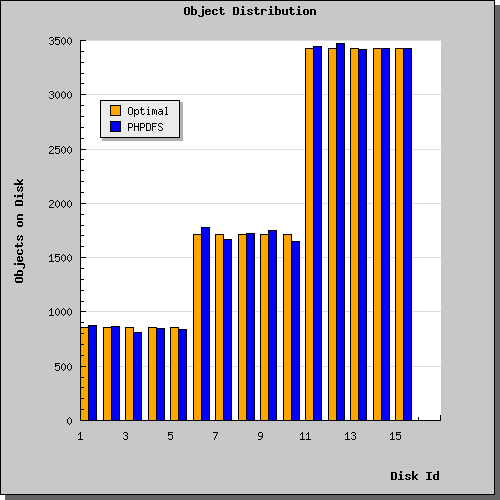 Object Distribution
3500
3000
2500
2000
1500
1000
500
0
Optimal
PHPDFS
Objects on Disk
1 3 5 7 9 11 13 15
Disk Id